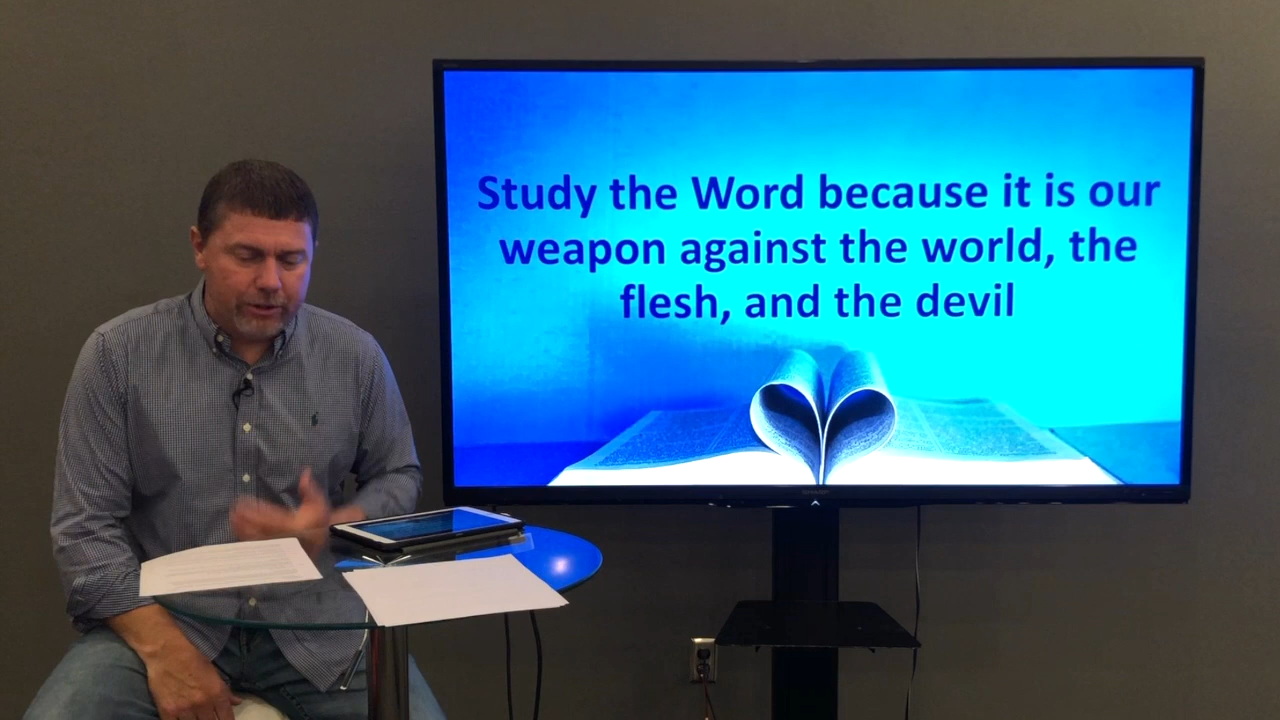 Study the Word because it is our
weapon against the world, the
flesh, and the devil